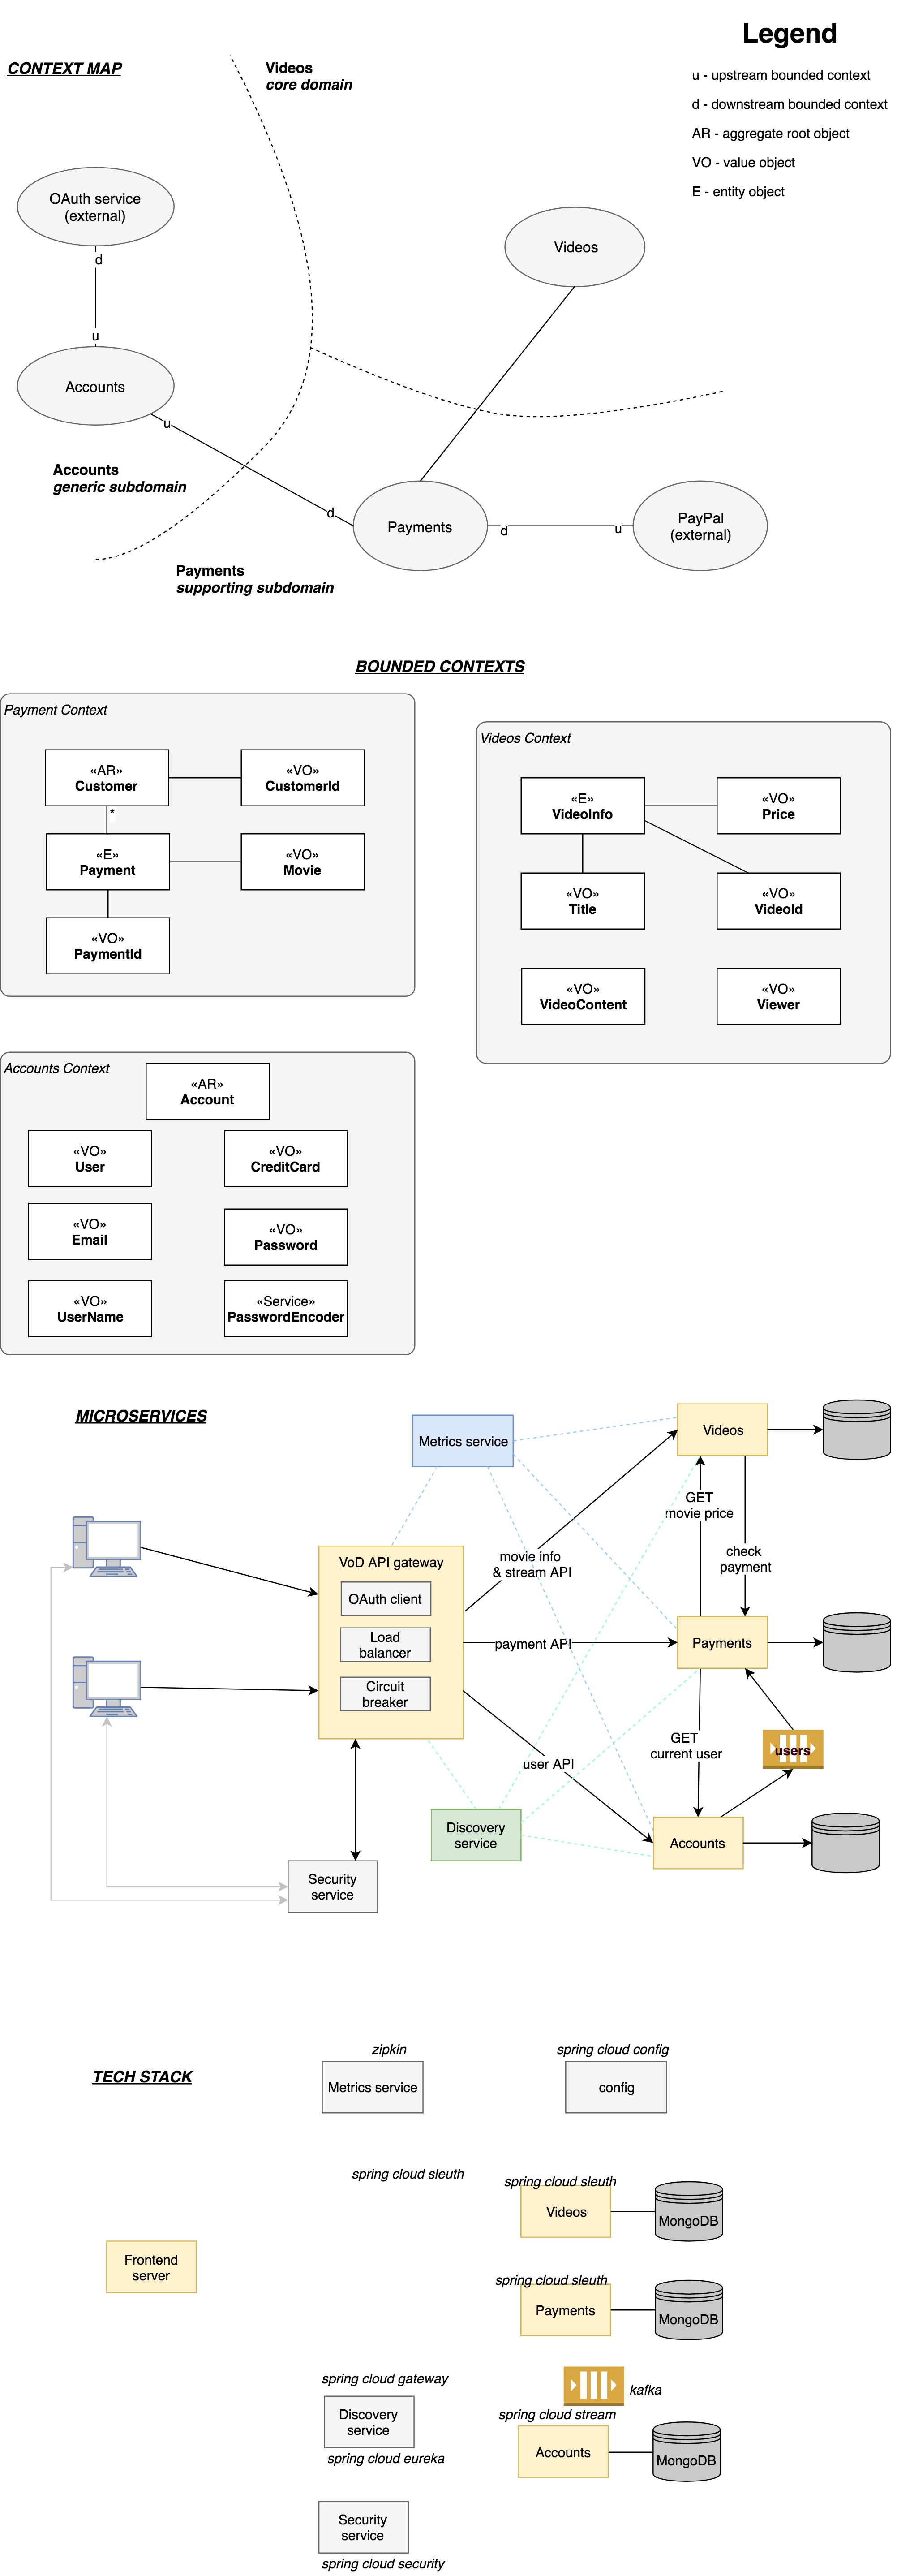 Legend
CONTEXT MAP
Videos
core domain
u - upstream bounded context
d - downstream bounded context
AR - aggregate root object
VO - value object
E - entity object
OAuth service
(external)
d
u
Videos
Accounts
u
Accounts
generic subdomain
d
Payments
d
u
PayPal
(external)
Payments
supporting subdomain
BOUNDED CONTEXTS
Payment Context
«AR»
Customer
«VO»
CustomerId
*
«E»
Payment
«VO»
Movie
«VO»
PaymentId
Videos Context
«E»
VideoInfo
«VO»
Price
«VO»
Title
«VO»
VideoId
«VO»
VideoContent
«VO»
Viewer
Accounts Context
«AR»
Account
«VO»
User
«VO»
CreditCard
«VO»
Email
«VO»
Password
«VO»
UserName
«Service»
PasswordEncoder
MICROSERVICES
Metrics service
Videos
GET
movie price
check
payment
VoD API gateway
OAuth client
Load
balancer
Circuit
breaker
movie info
& stream API
payment API
Payments
user API
GET
current user
users
Discovery
service
Accounts
Security
service
TECH STACK
zipkin
Metrics service
spring cloud config
config
spring cloud sleuth
spring cloud sleuth
Videos
MongoDB
Frontend
server
spring cloud sleuth
Payments
MongoDB
spring cloud gateway
Discovery
service
spring cloud eureka
kafka
spring cloud stream
Accounts
MongoDB
Security
service
spring cloud security